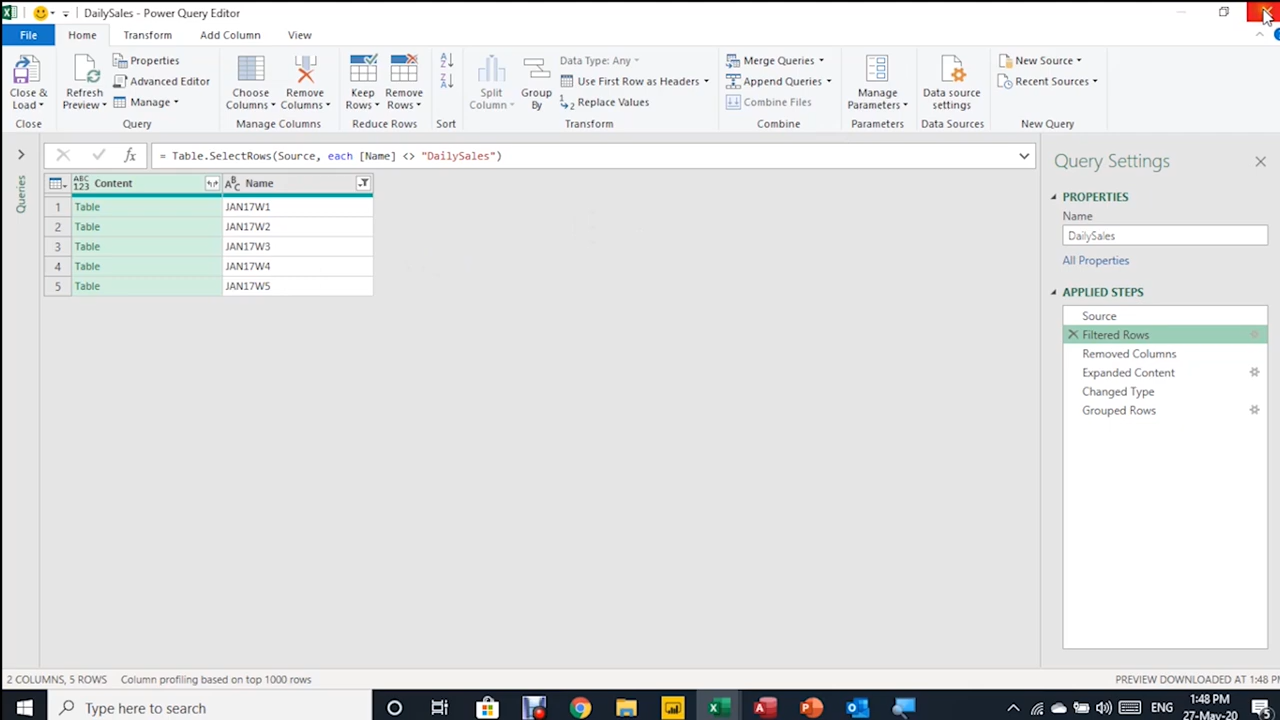 DailySales - Power Query Editor
File
Home
Transform
Add Column
View
Close & Load
Refresh Preview
Properties
Advanced Editor
Manage
Choose Columns
Remove Columns
Keep Rows
Remove Rows
Split Column
Group By
Data Type: Any
Use First Row as Headers
Replace Values
Merge Queries
Append Queries
Combine Files
Manage Parameters
Data source settings
New Source
Recent Sources
Close
Query
Manage Columns
Reduce Rows
Sort
Transform
Combine
Parameters
Data Sources
New Query
Queries
fx
= Table.SelectRows(Source, each [Name] <> "DailySales")
ABC 123 Content
ABC Name
1 Table JAN17W1
2 Table JAN17W2
3 Table JAN17W3
4 Table JAN17W4
5 Table JAN17W5
Query Settings
PROPERTIES
Name
DailySales
All Properties
APPLIED STEPS
Source
Filtered Rows
Removed Columns
Expanded Content
Changed Type
Grouped Rows
2 COLUMNS, 5 ROWS
Column profiling based on top 1000 rows
PREVIEW DOWNLOADED AT 1:48 PM
Type here to search
ENG
1:48 PM
27-May-20